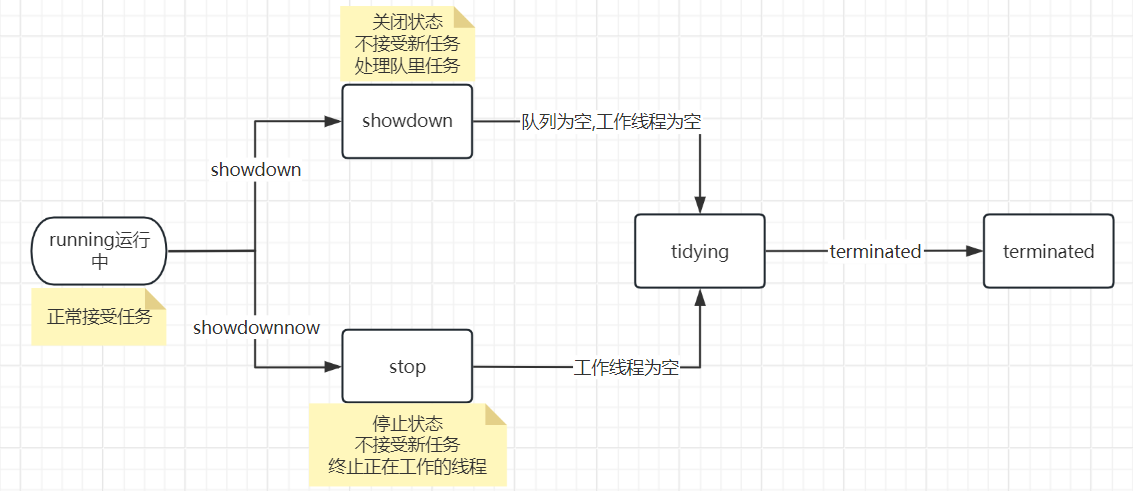 关闭状态
不接受新任务
处理队里任务
showdown
队列为空,工作线程为空
showdown
running运行
中
正常接受任务
tidying
terminated
terminated
showdownnow
stop
工作线程为空
停止状态
不接受新任务
终止正在工作的线程